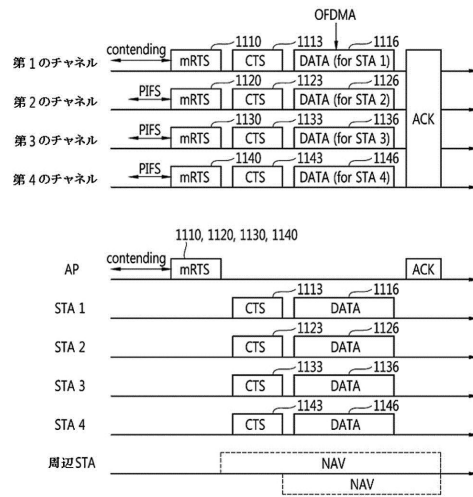 OFDMA
contending 1110 1113 1116
第1のチャネル mRTS CTS DATA (for STA 1)
PIFS 1120 1123 1126
第2のチャネル mRTS CTS DATA (for STA 2)
PIFS 1130 1133 1136
第3のチャネル mRTS CTS DATA (for STA 3)
PIFS 1140 1143 1146
第4のチャネル mRTS CTS DATA (for STA 4)
ACK
1110, 1120, 1130, 1140
contending
AP mRTS ACK
1113 1116
STA 1 CTS DATA
1123 1126
STA 2 CTS DATA
1133 1136
STA 3 CTS DATA
1143 1146
STA 4 CTS DATA
周辺STA NAV
NAV